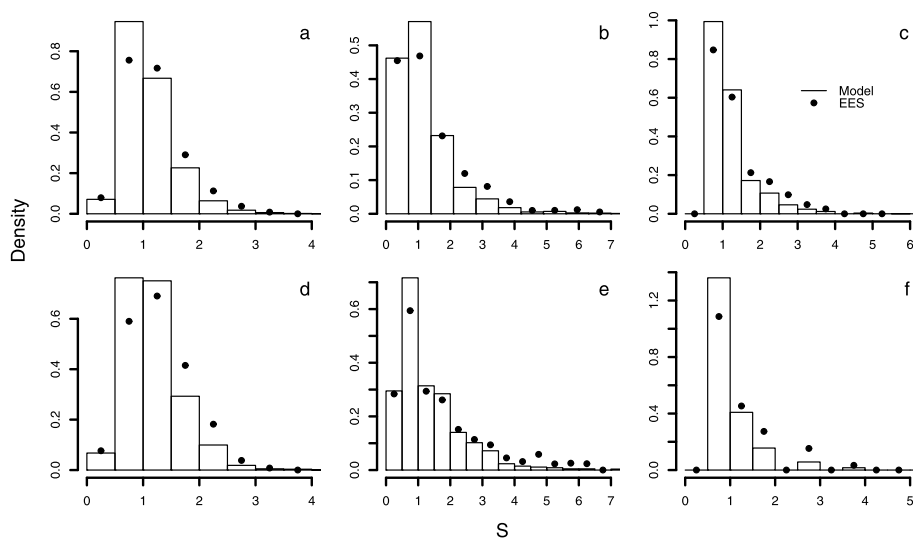 a
0.0 0.2 0.4 0.6 0.8
0 1 2 3 4
b
0.0 0.1 0.2 0.3 0.4 0.5
0 1 2 3 4 5 6 7
c
Model
EES
0.0 0.2 0.4 0.6 0.8 1.0
0 1 2 3 4 5 6
Density
d
0.0 0.2 0.4 0.6
0 1 2 3 4
e
0.0 0.2 0.4 0.6
0 1 2 3 4 5 6 7
f
0.0 0.4 0.8 1.2
0 1 2 3 4 5
S